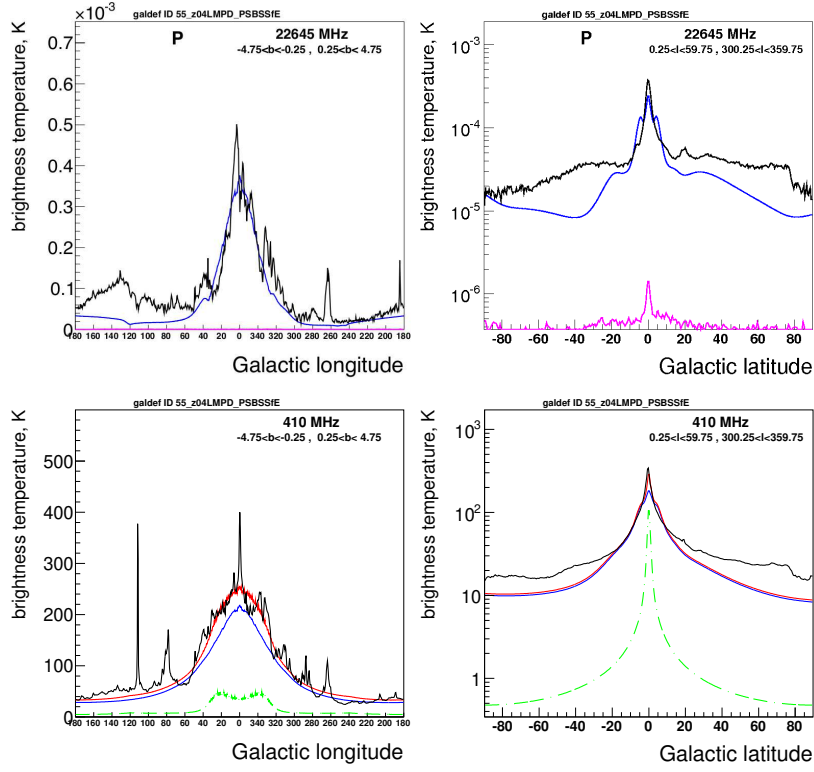 galdef ID 55_z04LMPD_PSBSSfE
×10⁻³
P
22645 MHz
-4.75<b<-0.25 , 0.25<b< 4.75
brightness temperature, K
0.7
0.6
0.5
0.4
0.3
0.2
0.1
0
180 160 140 120 100 80 60 40 20 0 340 320 300 280 260 240 220 200 180
Galactic longitude
galdef ID 55_z04LMPD_PSBSSfE
P
22645 MHz
0.25<l<59.75 , 300.25<l<359.75
brightness temperature, K
10⁻³
10⁻⁴
10⁻⁵
10⁻⁶
-80 -60 -40 -20 0 20 40 60 80
Galactic latitude
galdef ID 55_z04LMPD_PSBSSfE
410 MHz
-4.75<b<-0.25 , 0.25<b< 4.75
brightness temperature, K
500
400
300
200
100
0
180 160 140 120 100 80 60 40 20 0 340 320 300 280 260 240 220 200 180
Galactic longitude
galdef ID 55_z04LMPD_PSBSSfE
410 MHz
0.25<l<59.75 , 300.25<l<359.75
brightness temperature, K
10³
10²
10
1
-80 -60 -40 -20 0 20 40 60 80
Galactic latitude